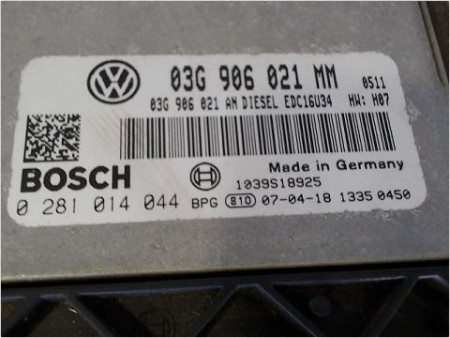 03G 906 021 MM 0511
03G 906 021 AN DIESEL EDC16U34 HW: H07
Made in Germany
BOSCH 1039S18925
0 281 014 044 BPG 810 07-04-18 1335 0450